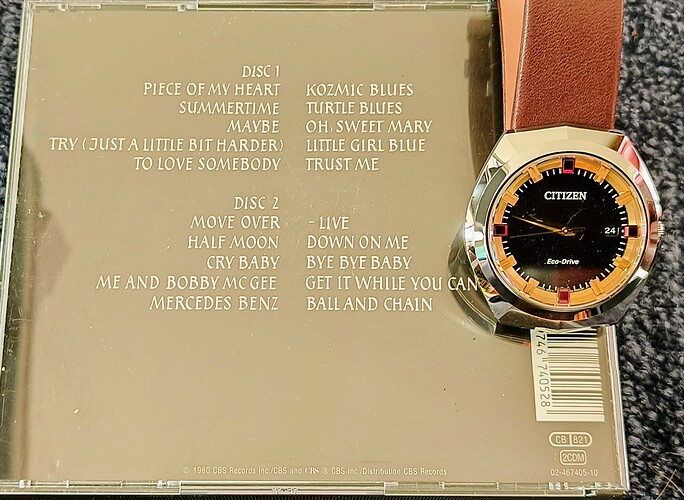 DISC 1
PIECE OF MY HEART KOZMIC BLUES
SUMMERTIME TURTLE BLUES
MAYBE OH, SWEET MARY
TRY (JUST A LITTLE BIT HARDER) LITTLE GIRL BLUE
TO LOVE SOMEBODY TRUST ME
DISC 2
MOVE OVER - LIVE
HALF MOON DOWN ON ME
CRY BABY BYE BYE BABY
ME AND BOBBY MC GEE GET IT WHILE YOU CAN
MERCEDES BENZ BALL AND CHAIN
CITIZEN
24
Eco-Drive
746 740528
CB 821
2CDM
02-467405-10
© 1980 CBS Records Inc./CBS and CBS ® CBS Inc./Distribution CBS Records